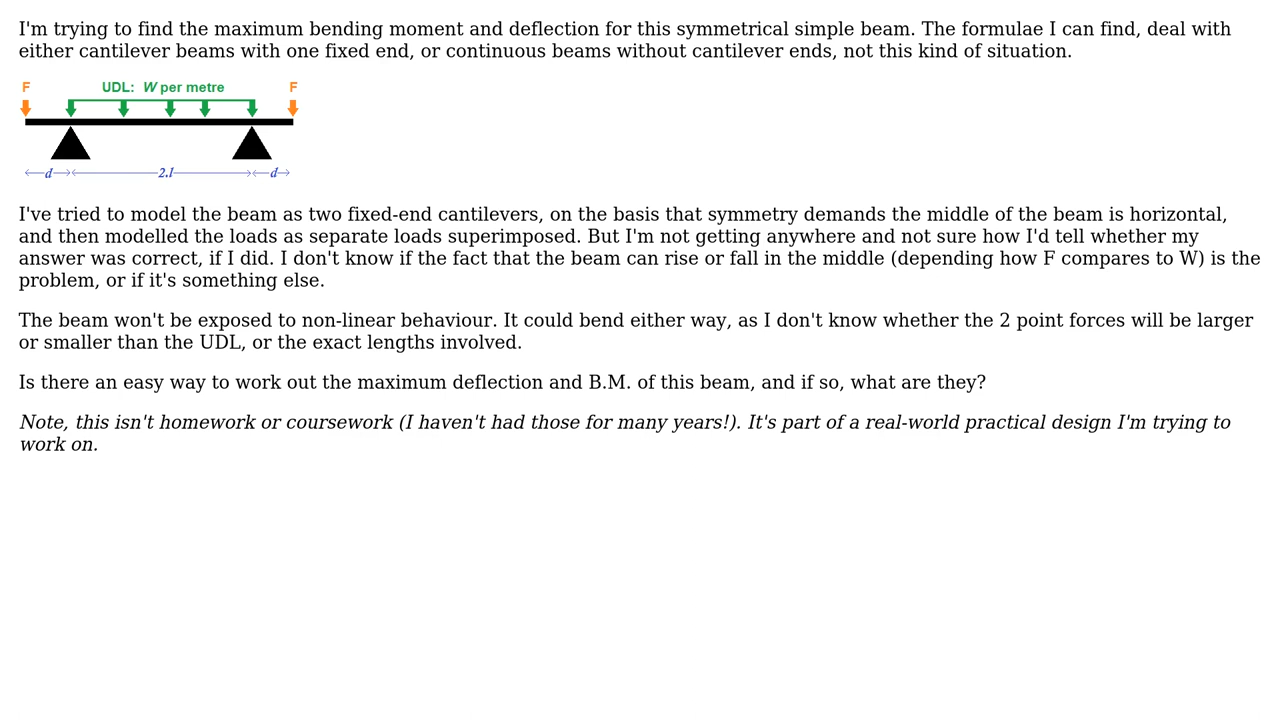 I'm trying to find the maximum bending moment and deflection for this symmetrical simple beam. The formulae I can find, deal with
either cantilever beams with one fixed end, or continuous beams without cantilever ends, not this kind of situation.
F UDL: W per metre F
d 2.l d
I've tried to model the beam as two fixed-end cantilevers, on the basis that symmetry demands the middle of the beam is horizontal,
and then modelled the loads as separate loads superimposed. But I'm not getting anywhere and not sure how I'd tell whether my
answer was correct, if I did. I don't know if the fact that the beam can rise or fall in the middle (depending how F compares to W) is the
problem, or if it's something else.
The beam won't be exposed to non-linear behaviour. It could bend either way, as I don't know whether the 2 point forces will be larger
or smaller than the UDL, or the exact lengths involved.
Is there an easy way to work out the maximum deflection and B.M. of this beam, and if so, what are they?
Note, this isn't homework or coursework (I haven't had those for many years!). It's part of a real-world practical design I'm trying to
work on.